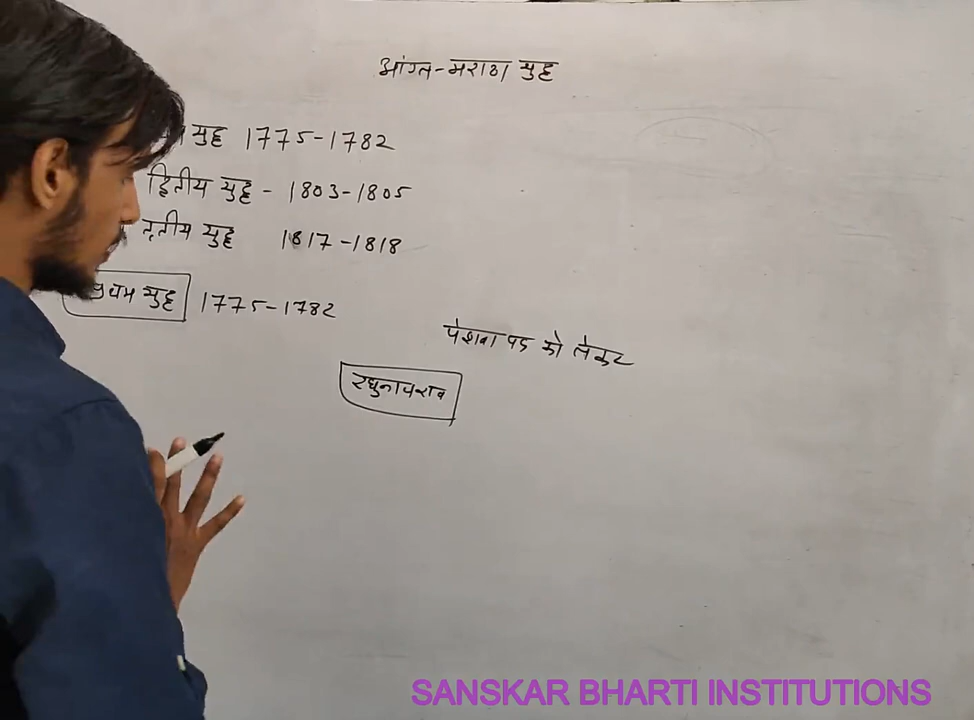 आंग्ल-मराठा युद्ध
युद्ध 1775-1782
द्वितीय युद्ध - 1803-1805
तृतीय युद्ध 1817-1818
प्रथम युद्ध 1775-1782
पेशवा पद को लेकर
रघुनाथराव
SANSKAR BHARTI INSTITUTIONS